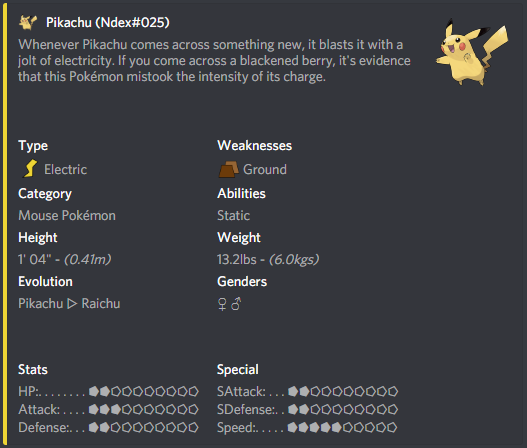 Pikachu (Ndex#025)
Whenever Pikachu comes across something new, it blasts it with a
jolt of electricity. If you come across a blackened berry, it's evidence
that this Pokémon mistook the intensity of its charge.
Type
Electric
Weaknesses
Ground
Category
Mouse Pokémon
Abilities
Static
Height
1' 04" - (0.41m)
Weight
13.2lbs - (6.0kgs)
Evolution
Pikachu ▷ Raichu
Genders
♀ ♂
Stats
HP:. . . . . . . . ⬟⬟⬠⬠⬠⬠⬠⬠⬠⬠
Attack: . . . . ⬟⬟⬟⬠⬠⬠⬠⬠⬠⬠
Defense:. . . ⬟⬟⬠⬠⬠⬠⬠⬠⬠⬠
Special
SAttack: . . . ⬟⬟⬠⬠⬠⬠⬠⬠⬠⬠
SDefense:. . ⬟⬟⬠⬠⬠⬠⬠⬠⬠⬠
Speed:. . . . . ⬟⬟⬟⬟⬟⬠⬠⬠⬠⬠